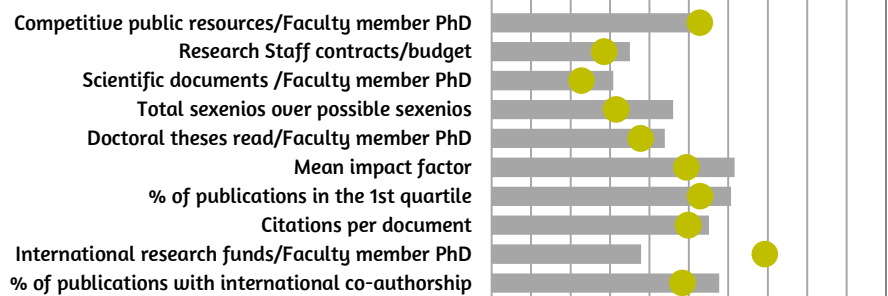 Competitive public resources/Faculty member PhD
Research Staff contracts/budget
Scientific documents /Faculty member PhD
Total sexenios over possible sexenios
Doctoral theses read/Faculty member PhD
Mean impact factor
% of publications in the 1st quartile
Citations per document
International research funds/Faculty member PhD
% of publications with international co-authorship